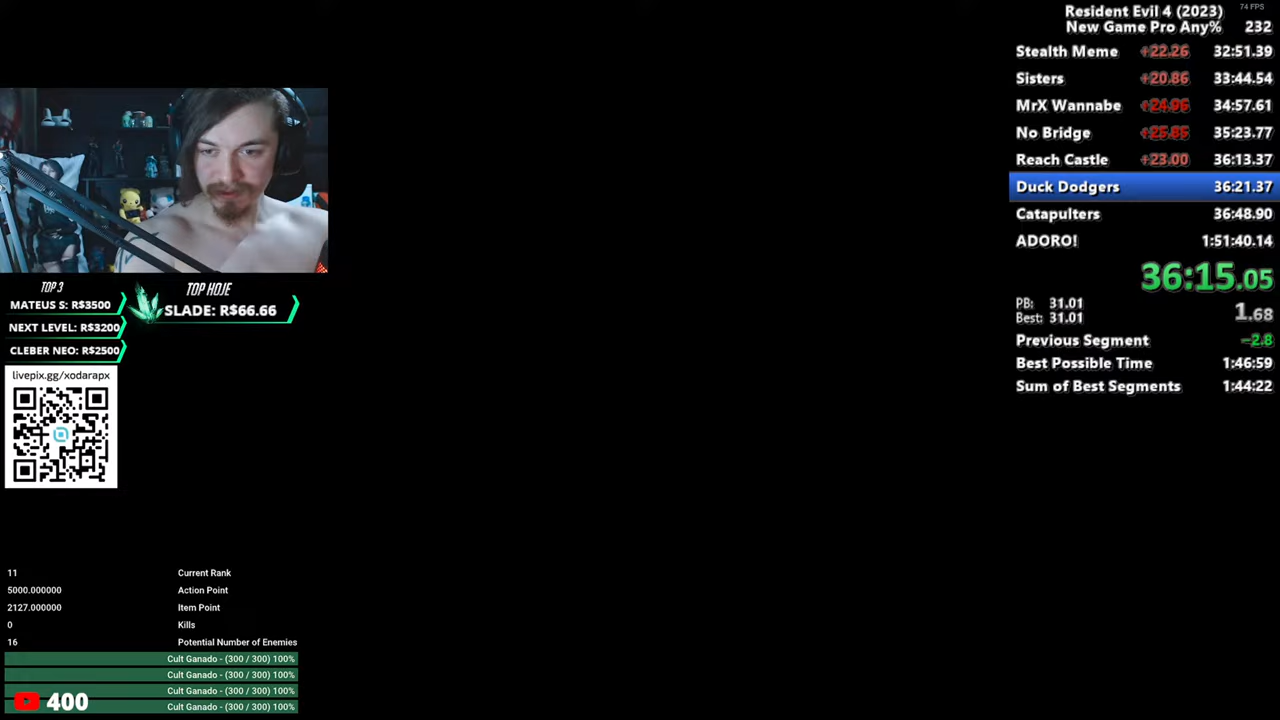 74 FPS
Resident Evil 4 (2023)
New Game Pro Any% 232
Stealth Meme +22.26 32:51.39
Sisters +20.86 33:44.54
MrX Wannabe +24.96 34:57.61
No Bridge +25.85 35:23.77
Reach Castle +23.00 36:13.37
Duck Dodgers 36:21.37
Catapulters 36:48.90
ADORO! 1:51:40.14
36:15.05
PB: 31.01
Best: 31.01
1.68
Previous Segment -2.8
Best Possible Time 1:46:59
Sum of Best Segments 1:44:22
TOP 3
MATEUS S: R$3500
NEXT LEVEL: R$3200
CLEBER NEO: R$2500
TOP HOJE
SLADE: R$66.66
livepix.gg/xodarapx
11 Current Rank
5000.000000 Action Point
2127.000000 Item Point
0 Kills
16 Potential Number of Enemies
Cult Ganado - (300 / 300) 100%
Cult Ganado - (300 / 300) 100%
Cult Ganado - (300 / 300) 100%
Cult Ganado - (300 / 300) 100%
400